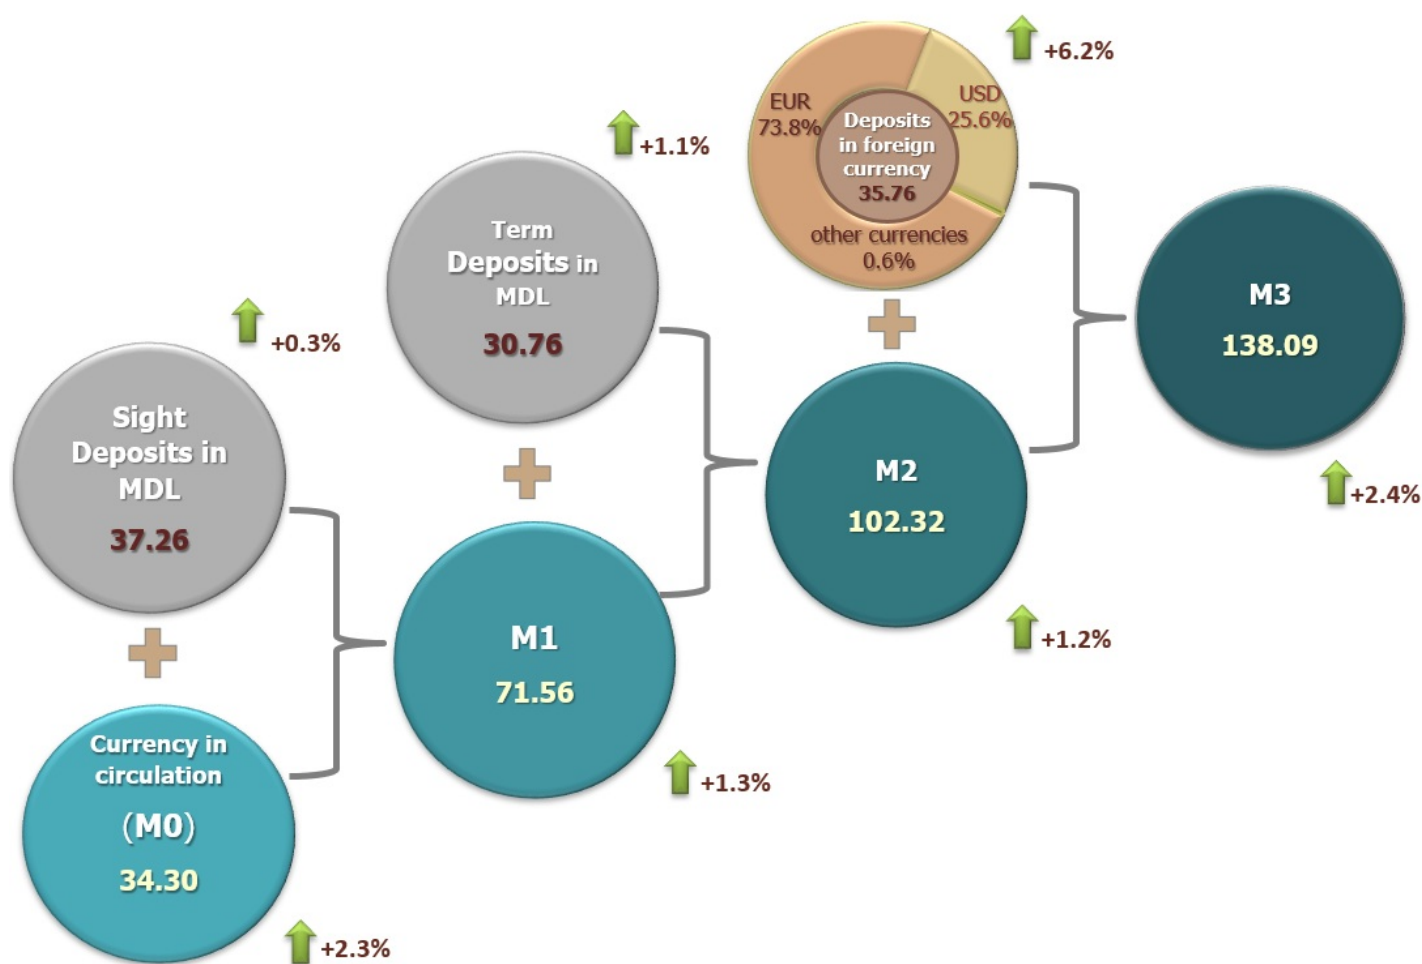 +6.2%
EUR
73.8%
USD
25.6%
Deposits
in foreign
currency
35.76
other currencies
0.6%
+1.1%
Term
Deposits in
MDL
30.76
M3
138.09
+2.4%
+0.3%
Sight
Deposits in
MDL
37.26
M2
102.32
+1.2%
M1
71.56
+1.3%
Currency in
circulation
(M0)
34.30
+2.3%